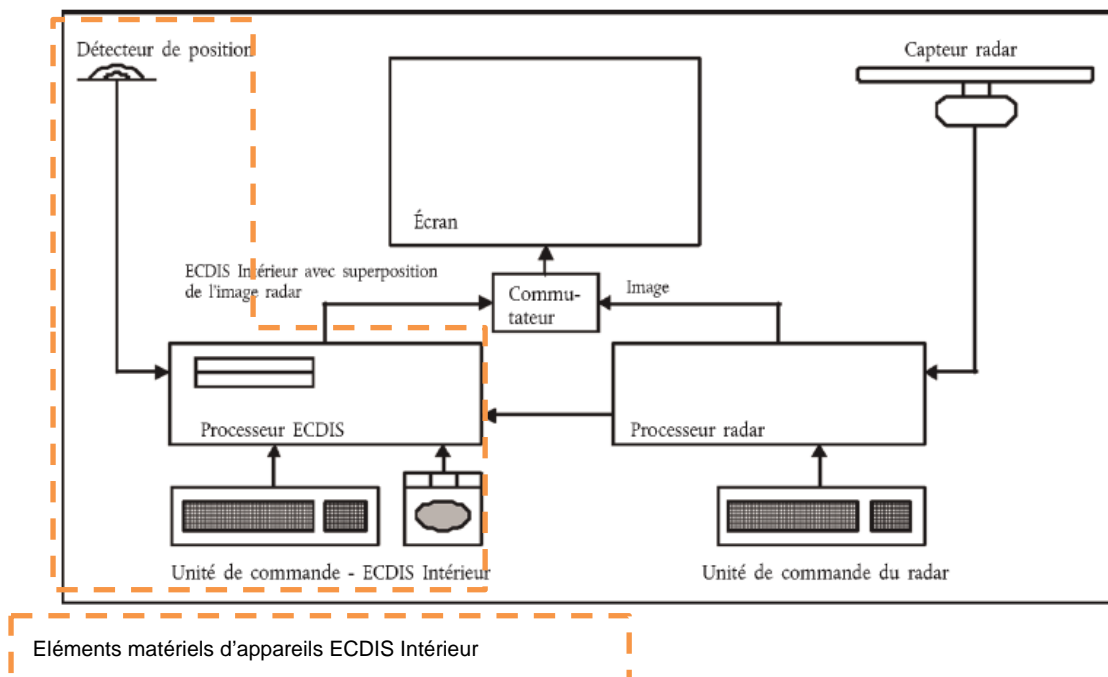 Détecteur de position
Capteur radar
Écran
ECDIS Intérieur avec superposition
de l'image radar
Commu-
tateur
Image
Processeur ECDIS
Processeur radar
Unité de commande - ECDIS Intérieur
Unité de commande du radar
Eléments matériels d'appareils ECDIS Intérieur